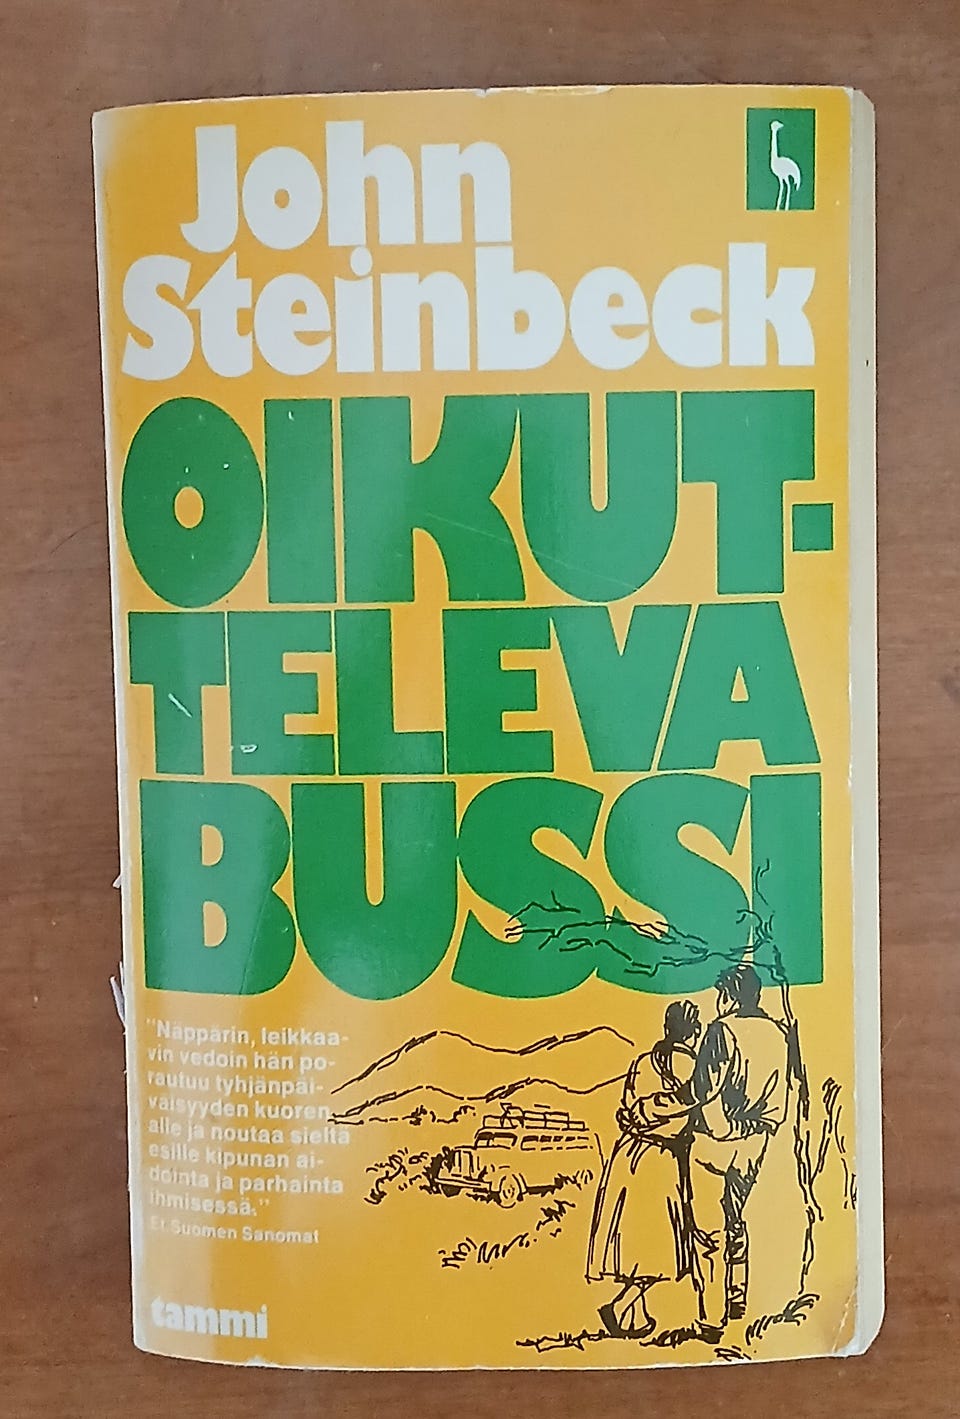 John
Steinbeck
OIKUT-
TELEVA
BUSSI
"Näppärin, leikkaa-
vin vedoin hän po-
rautuu tyhjänpäi-
väisyyden kuoren
alle ja noutaa sieltä
esille kipunan ai-
dointa ja parhainta
ihmisessä."
Et.Suomen Sanomat
tammi